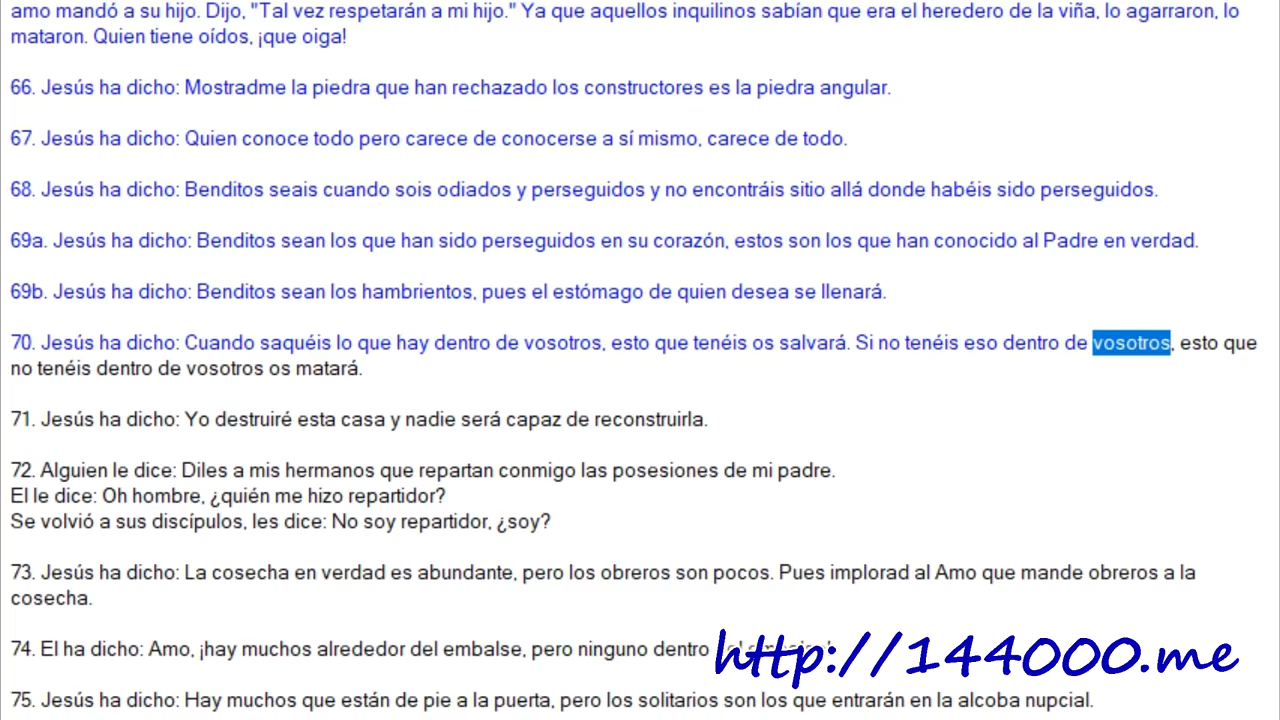 amo mandó a su hijo. Dijo, "Tal vez respetarán a mi hijo." Ya que aquellos inquilinos sabían que era el heredero de la viña, lo agarraron, lo
mataron. Quien tiene oídos, ¡que oiga!
66. Jesús ha dicho: Mostradme la piedra que han rechazado los constructores es la piedra angular.
67. Jesús ha dicho: Quien conoce todo pero carece de conocerse a sí mismo, carece de todo.
68. Jesús ha dicho: Benditos seais cuando sois odiados y perseguidos y no encontráis sitio allá donde habéis sido perseguidos.
69a. Jesús ha dicho: Benditos sean los que han sido perseguidos en su corazón, estos son los que han conocido al Padre en verdad.
69b. Jesús ha dicho: Benditos sean los hambrientos, pues el estómago de quien desea se llenará.
70. Jesús ha dicho: Cuando saquéis lo que hay dentro de vosotros, esto que tenéis os salvará. Si no tenéis eso dentro de vosotros, esto que
no tenéis dentro de vosotros os matará.
71. Jesús ha dicho: Yo destruiré esta casa y nadie será capaz de reconstruirla.
72. Alguien le dice: Diles a mis hermanos que repartan conmigo las posesiones de mi padre.
El le dice: Oh hombre, ¿quién me hizo repartidor?
Se volvió a sus discípulos, les dice: No soy repartidor, ¿soy?
73. Jesús ha dicho: La cosecha en verdad es abundante, pero los obreros son pocos. Pues implorad al Amo que mande obreros a la
cosecha.
74. El ha dicho: Amo, ¡hay muchos alrededor del embalse, pero ninguno dentro
http://144000.me
75. Jesús ha dicho: Hay muchos que están de pie a la puerta, pero los solitarios son los que entrarán en la alcoba nupcial.